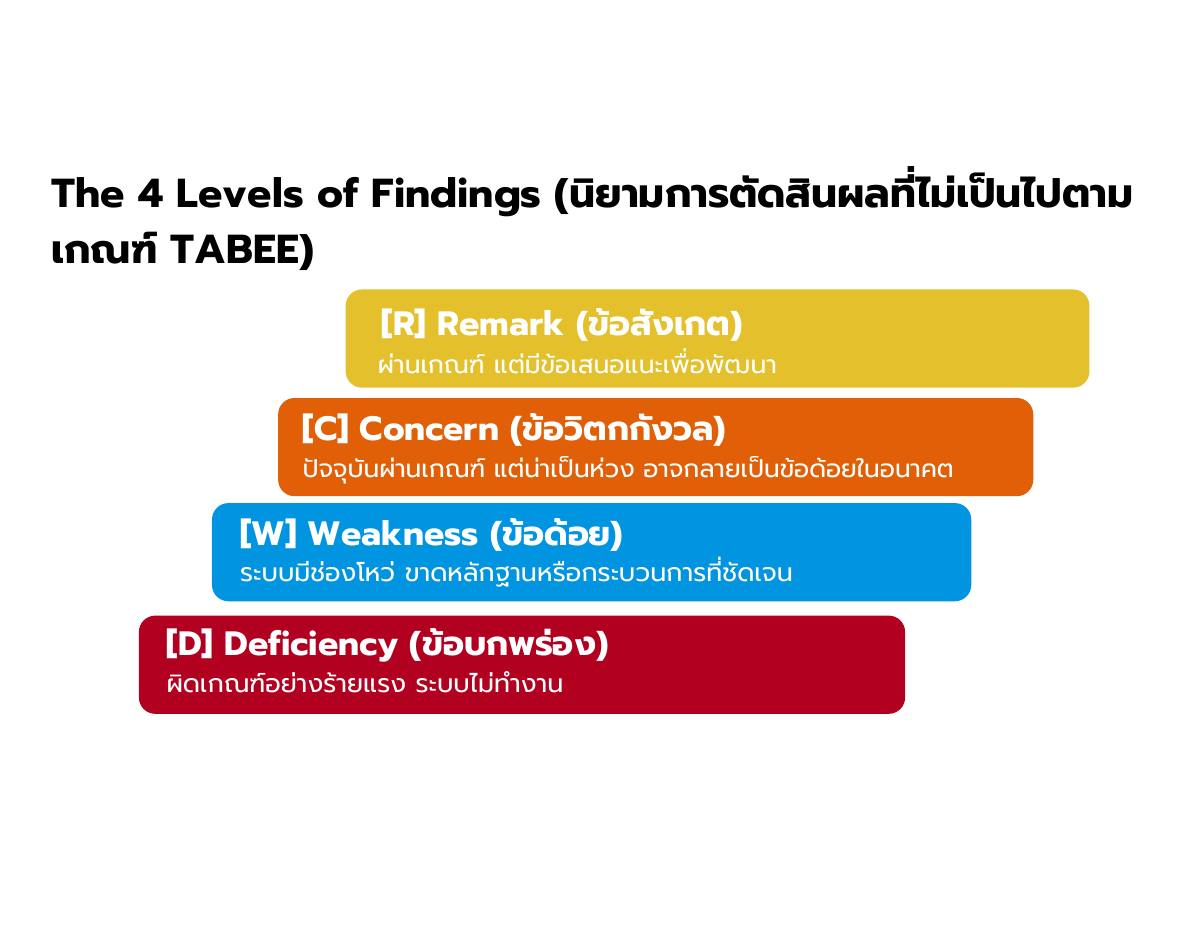 The 4 Levels of Findings (นิยามการตัดสินผลที่ไม่เป็นไปตาม
เกณฑ์ TABEE)
[R] Remark (ข้อสังเกต)
ผ่านเกณฑ์ แต่มีข้อเสนอแนะเพื่อพัฒนา
[C] Concern (ข้อวิตกกังวล)
ปัจจุบันผ่านเกณฑ์ แต่น่าเป็นห่วง อาจกลายเป็นข้อด้อยในอนาคต
[W] Weakness (ข้อด้อย)
ระบบมีช่องโหว่ ขาดหลักฐานหรือกระบวนการที่ชัดเจน
[D] Deficiency (ข้อบกพร่อง)
ผิดเกณฑ์อย่างร้ายแรง ระบบไม่ทำงาน